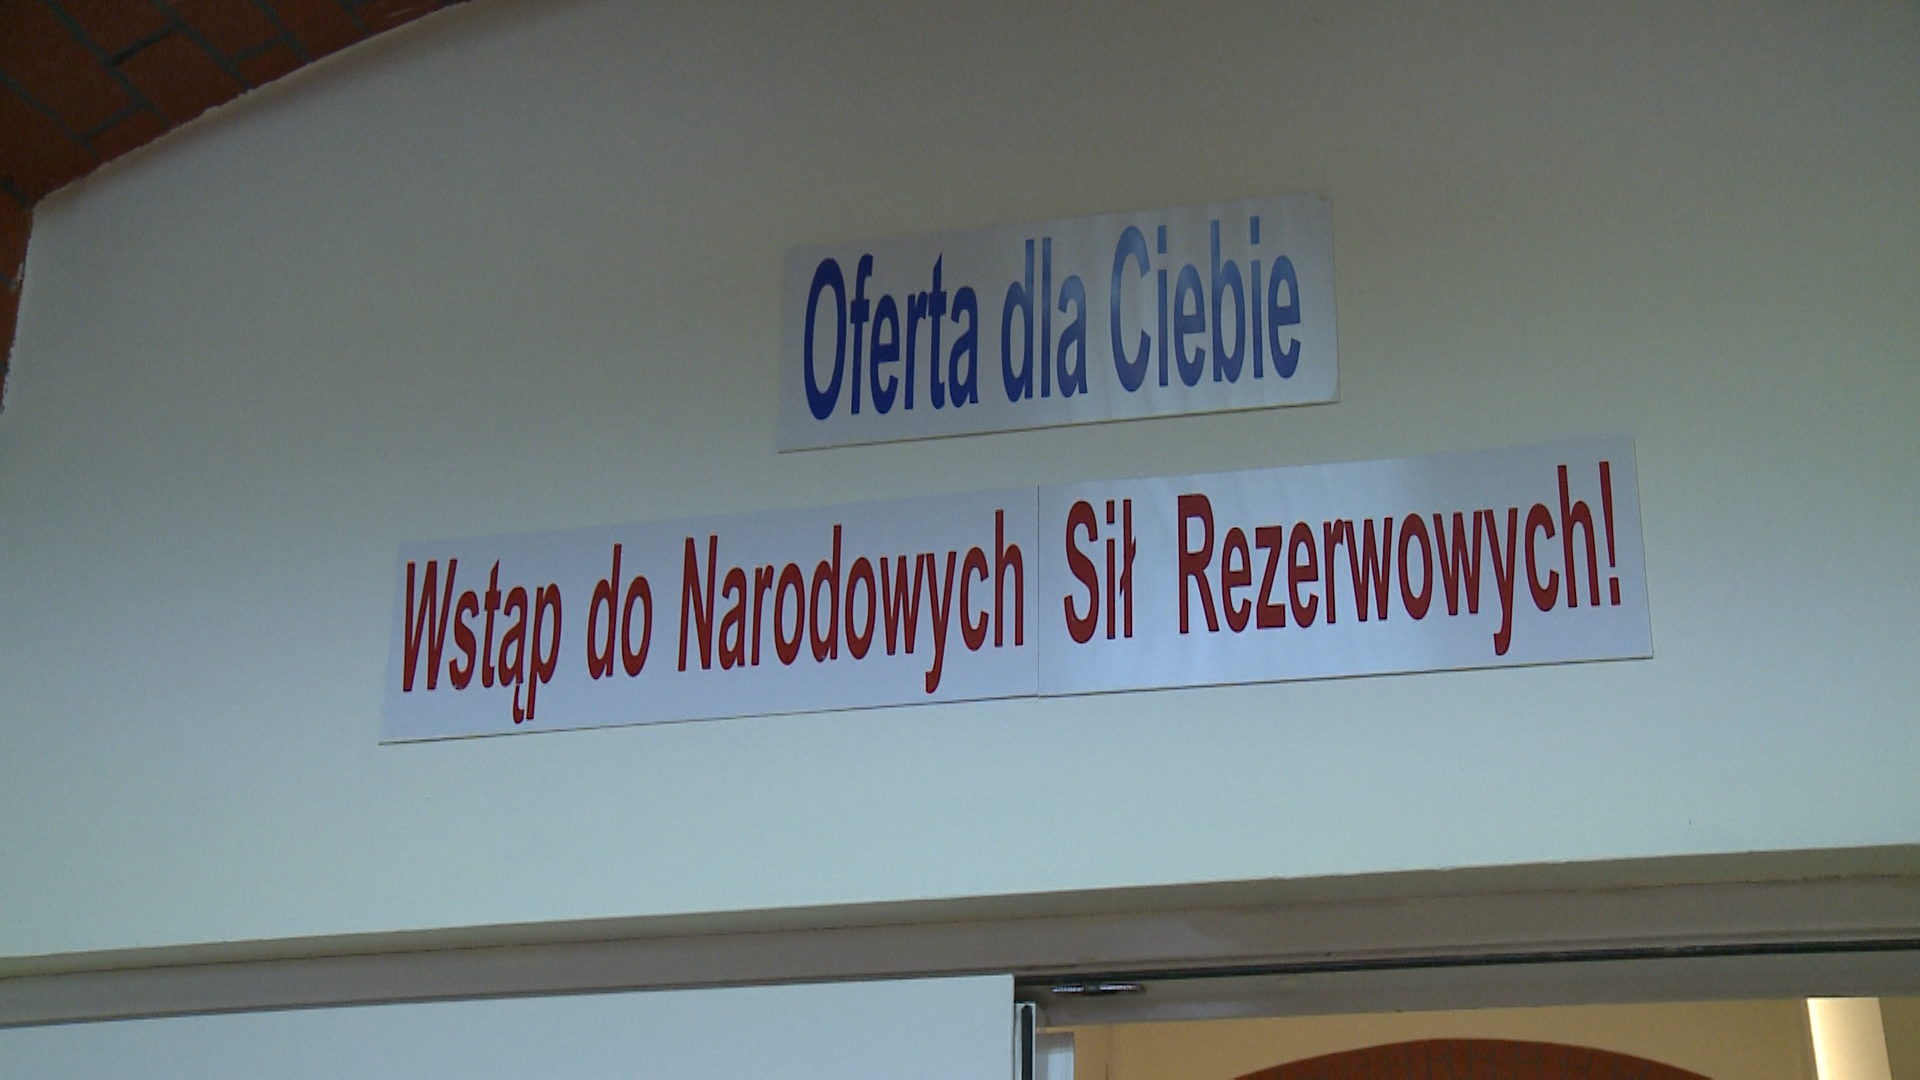 Oferta dla Ciebie
Wstąp do Narodowych Sił Rezerwowych!